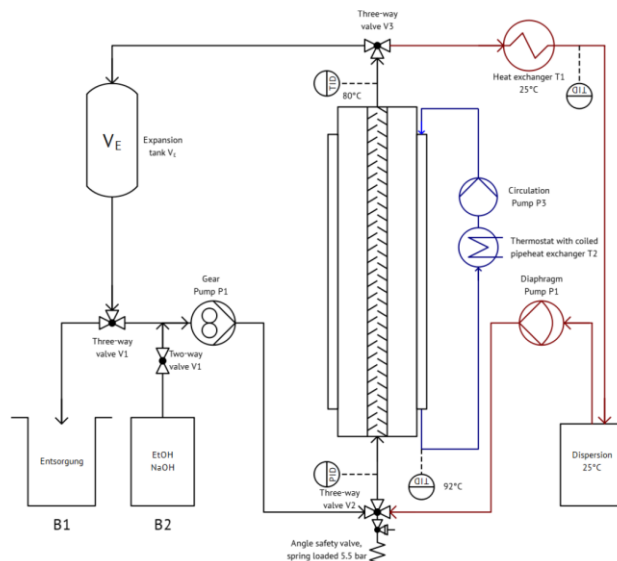 Three-way
valve V3
TID
80°C
Heat exchanger T1
25°C
TID
VE
Expansion
tank Vε
Circulation
Pump P3
Thermostat with coiled
pipeheat exchanger T2
Gear
Pump P1
Diaphragm
Pump P1
Three-way
valve V1
Two-way
valve V1
Entsorgung
EtOH
NaOH
Dispersion
25°C
PID
TID
92°C
Three-way
valve V2
B1
B2
Angle safety valve,
spring loaded 5.5 bar